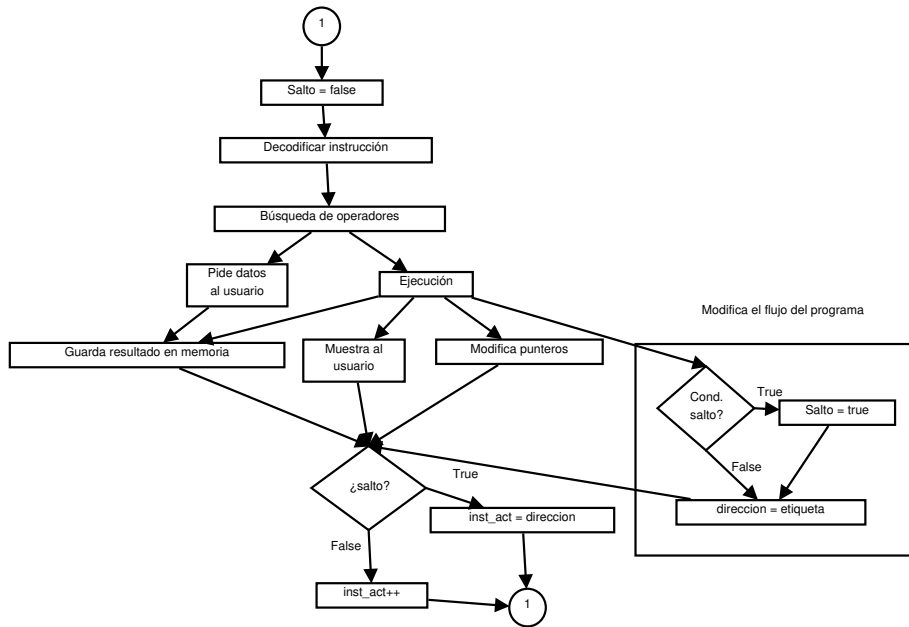 1
Salto = false
Decodificar instrucción
Búsqueda de operadores
Pide datos
al usuario
Ejecución
Modifica el flujo del programa
Guarda resultado en memoria
Muestra al
usuario
Modifica punteros
Cond.
salto?
True
Salto = true
False
direccion = etiqueta
¿salto?
True
inst_act = direccion
False
inst_act++
1